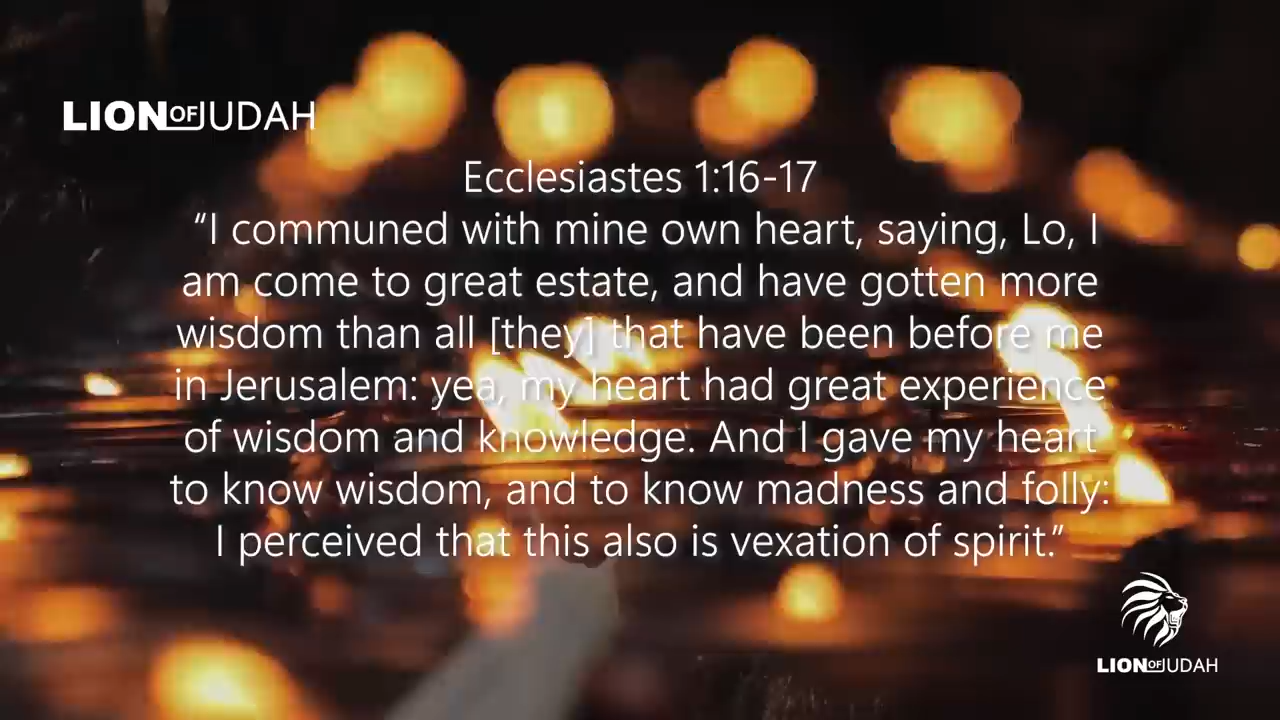 LION OF JUDAH
Ecclesiastes 1:16-17
“I communed with mine own heart, saying, Lo, I
am come to great estate, and have gotten more
wisdom than all [they] that have been before me
in Jerusalem: yea, my heart had great experience
of wisdom and knowledge. And I gave my heart
to know wisdom, and to know madness and folly:
I perceived that this also is vexation of spirit.”
LION OF JUDAH